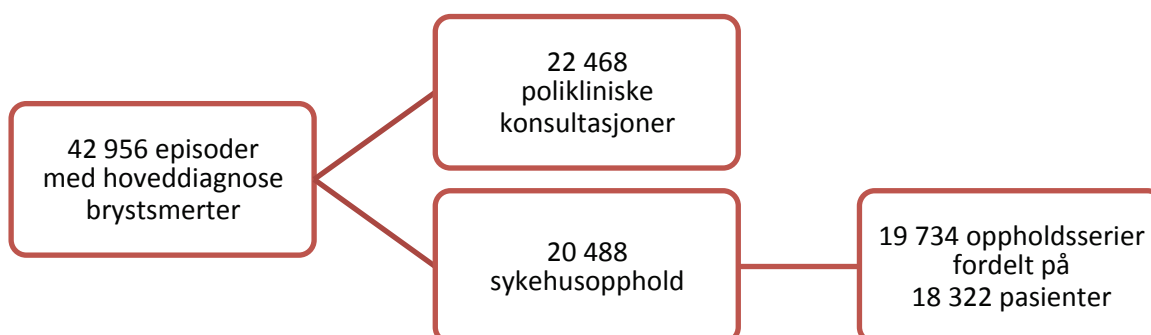 42 956 episoder
med hoveddiagnose
brystsmerter
22 468
polikliniske
konsultasjoner
20 488
sykehusopphold
19 734 oppholdsserier
fordelt på
18 322 pasienter